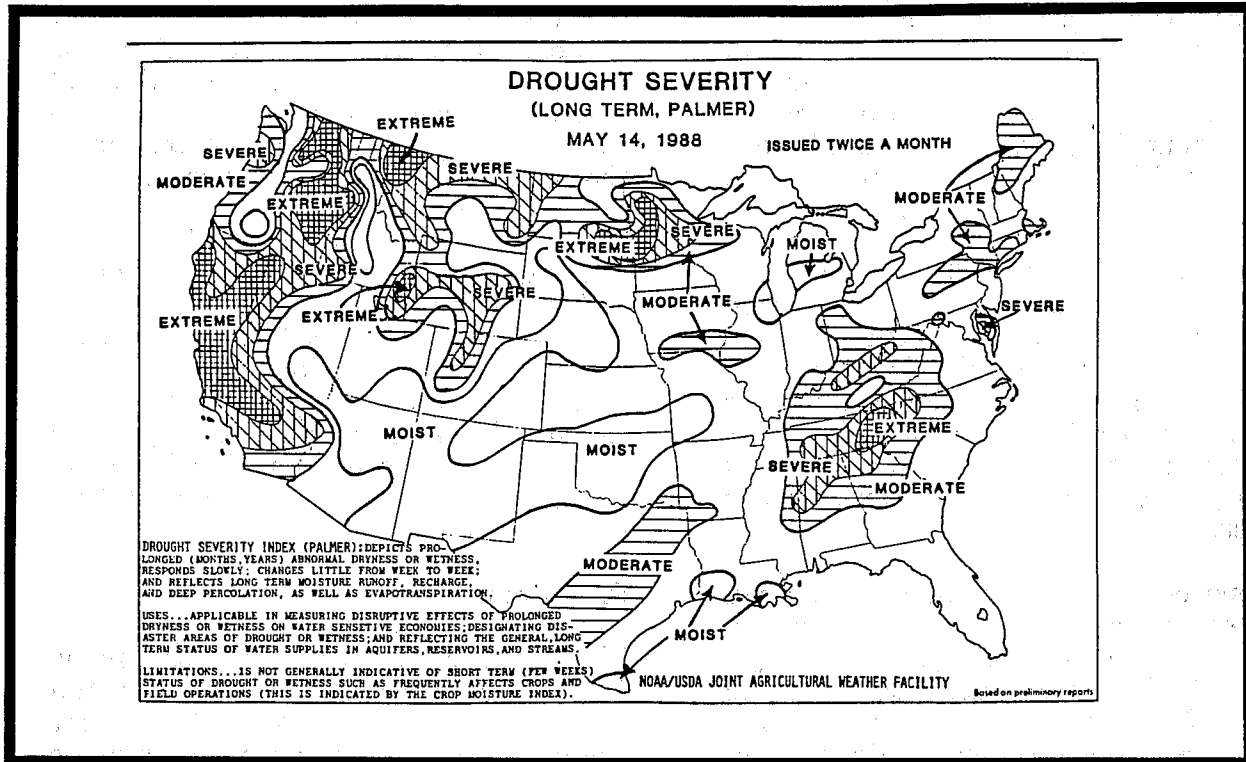 DROUGHT SEVERITY
(LONG TERM, PALMER)
MAY 14, 1988
ISSUED TWICE A MONTH
EXTREME
SEVERE
SEVERE
MODERATE
EXTREME
MODERATE
SEVERE
EXTREME
MOIST
SEVERE
SEVERE
MODERATE
SEVERE
EXTREME
EXTREME
EXTREME
MOIST
MOIST
SEVERE
MODERATE
MODERATE
MOIST
DROUGHT SEVERITY INDEX (PALMER):DEPICTS PRO-
LONGED (MONTHS,YEARS) ABNORMAL DRYNESS OR WETNESS,
RESPONDS SLOWLY; CHANGES LITTLE FROM WEEK TO WEEK;
AND REFLECTS LONG TERM MOISTURE RUNOFF, RECHARGE,
AND DEEP PERCOLATION, AS WELL AS EVAPOTRANSPIRATION.
USES...APPLICABLE IN MEASURING DISRUPTIVE EFFECTS OF PROLONGED
DRYNESS OR WETNESS ON WATER SENSITIVE ECONOMIES;DESIGNATING DIS-
ASTER AREAS OF DROUGHT OR WETNESS;AND REFLECTING THE GENERAL,LONG
TERM STATUS OF WATER SUPPLIES IN AQUIFERS,RESERVOIRS,AND STREAMS.
LIMITATIONS...IS NOT GENERALLY INDICATIVE OF SHORT TERM (FEW WEEKS)
STATUS OF DROUGHT OR WETNESS SUCH AS FREQUENTLY AFFECTS CROPS AND
FIELD OPERATIONS (THIS IS INDICATED BY THE CROP MOISTURE INDEX).
NOAA/USDA JOINT AGRICULTURAL WEATHER FACILITY
Based on preliminary reports